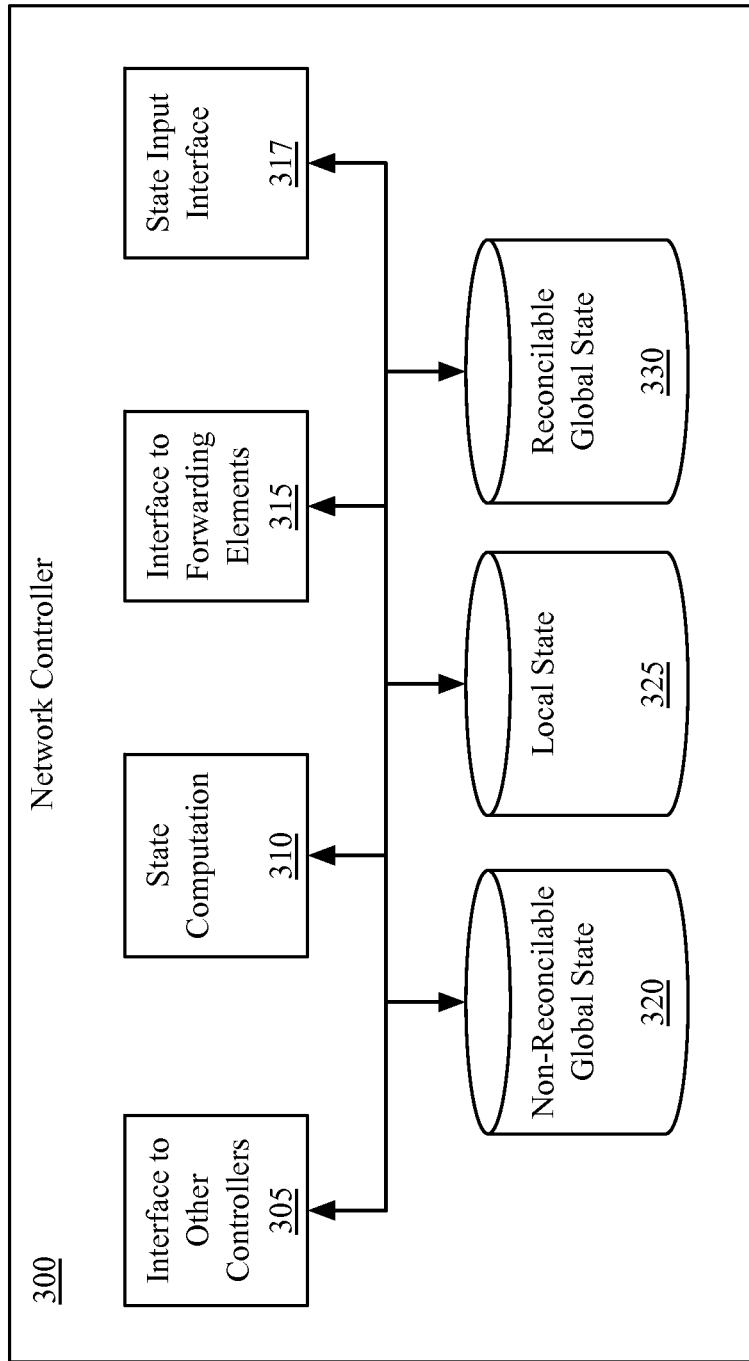 300
Network Controller
Interface to
Other
Controllers
305
State
Computation
310
Interface to
Forwarding
Elements
315
State Input
Interface
317
Non-Reconcilable
Global State
320
Local State
325
Reconcilable
Global State
330